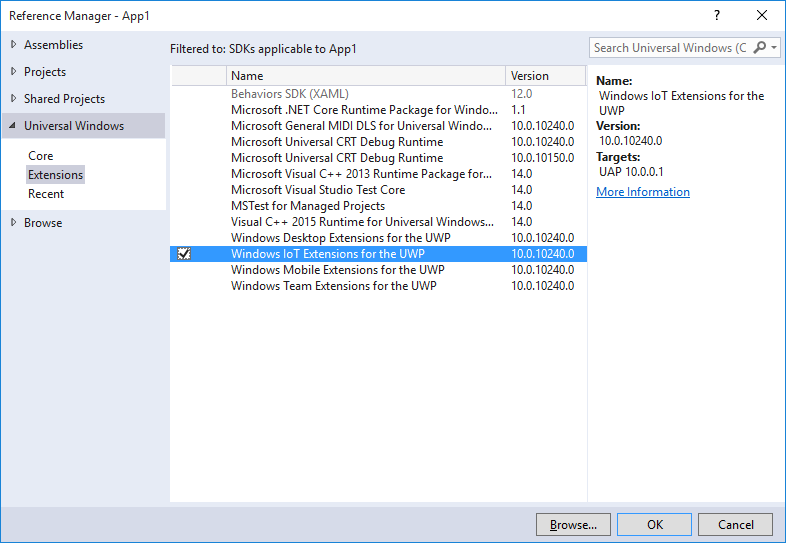 Reference Manager - App1
?
Assemblies
Projects
Shared Projects
Universal Windows
Core
Extensions
Recent
Browse
Filtered to: SDKs applicable to App1
Search Universal Windows (C
Name Version
Behaviors SDK (XAML) 12.0
Microsoft .NET Core Runtime Package for Windo... 1.1
Microsoft General MIDI DLS for Universal Windo... 10.0.10240.0
Microsoft Universal CRT Debug Runtime 10.0.10240.0
Microsoft Universal CRT Debug Runtime 10.0.10150.0
Microsoft Visual C++ 2013 Runtime Package for... 14.0
Microsoft Visual Studio Test Core 14.0
MSTest for Managed Projects 14.0
Visual C++ 2015 Runtime for Universal Windows... 14.0
Windows Desktop Extensions for the UWP 10.0.10240.0
Windows IoT Extensions for the UWP 10.0.10240.0
Windows Mobile Extensions for the UWP 10.0.10240.0
Windows Team Extensions for the UWP 10.0.10240.0
Name:
Windows IoT Extensions for the
UWP
Version:
10.0.10240.0
Targets:
UAP 10.0.0.1
More Information
Browse...
OK
Cancel